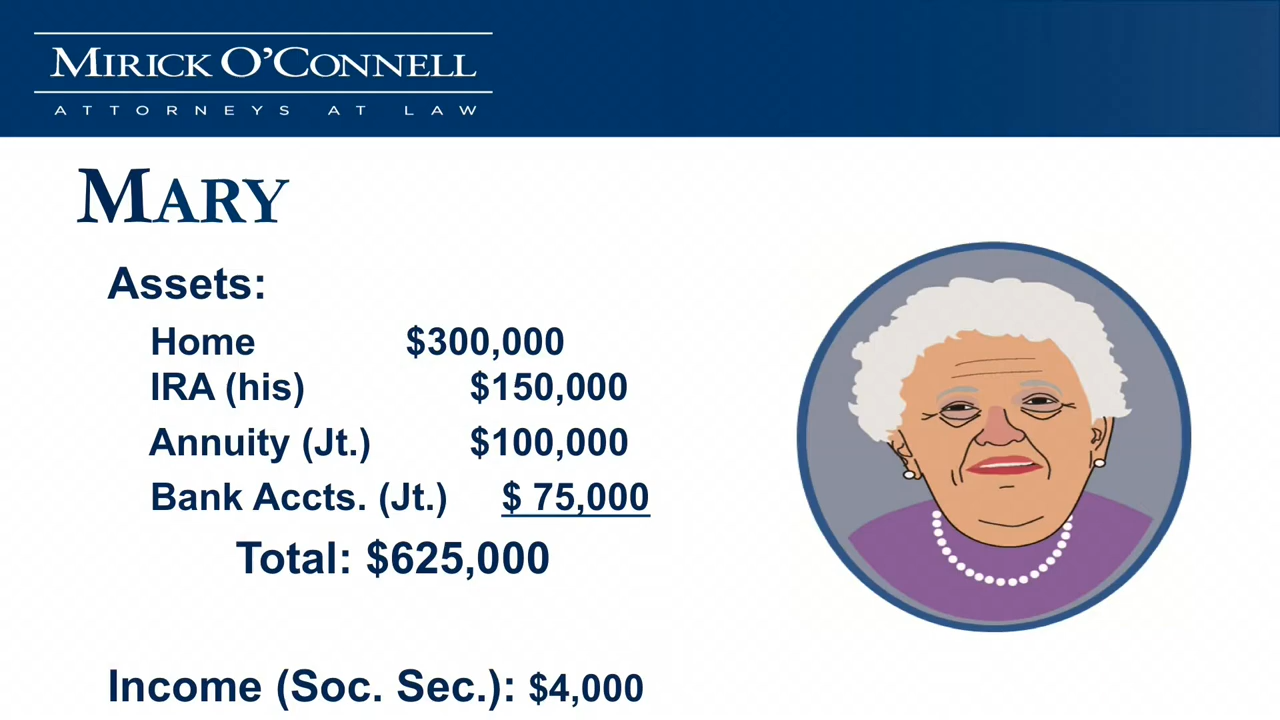 MIRICK O'CONNELL
ATTORNEYS AT LAW
MARY
Assets:
Home $300,000
IRA (his) $150,000
Annuity (Jt.) $100,000
Bank Accts. (Jt.) $ 75,000
Total: $625,000
Income (Soc. Sec.): $4,000